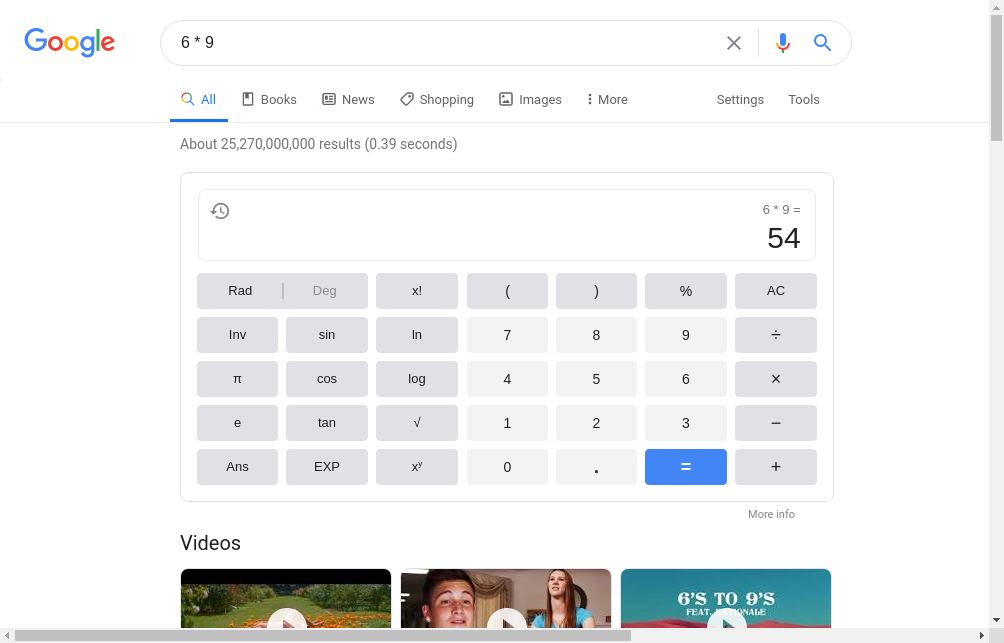 Google
6 * 9
All Books News Shopping Images More Settings Tools
About 25,270,000,000 results (0.39 seconds)
6 * 9 =
54
Rad Deg x! ( ) % AC
Inv sin ln 7 8 9 ÷
π cos log 4 5 6 ×
e tan √ 1 2 3 −
Ans EXP xʸ 0 . = +
More info
Videos
6'S TO 9'S
FEAT. RATIONALE